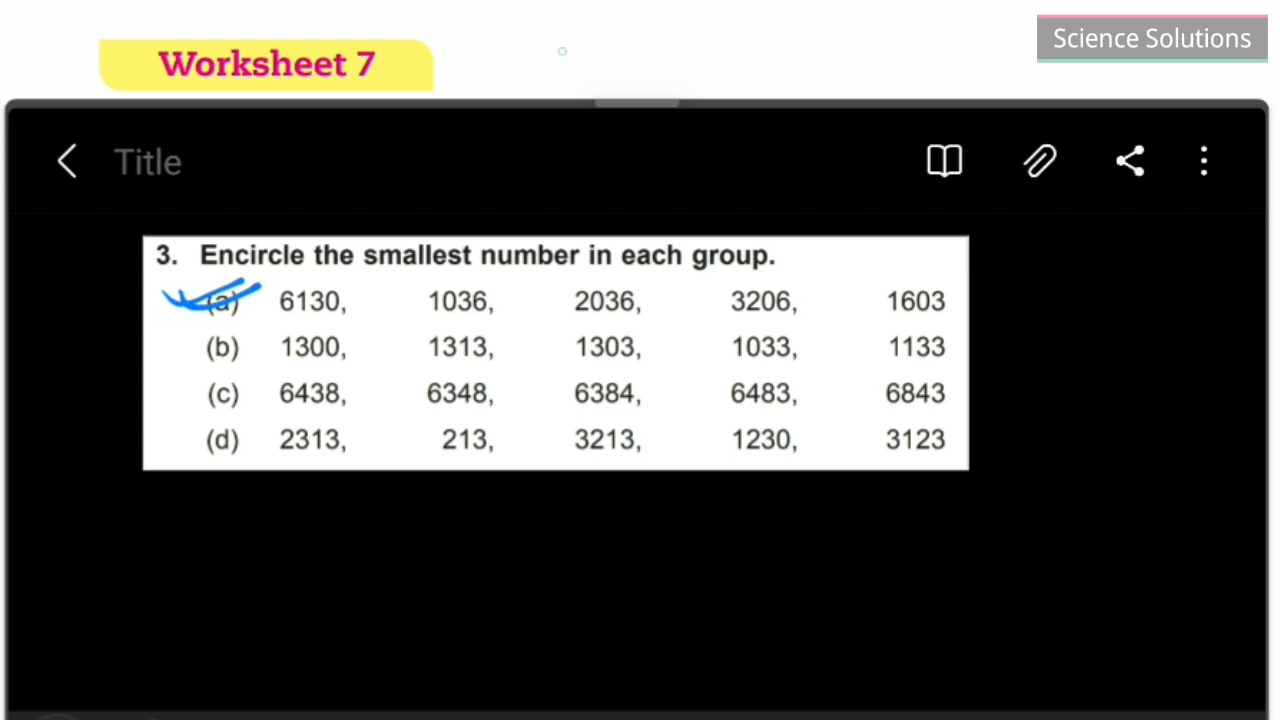 Worksheet 7
Science Solutions
Title
3. Encircle the smallest number in each group.
(a) 6130, 1036, 2036, 3206, 1603
(b) 1300, 1313, 1303, 1033, 1133
(c) 6438, 6348, 6384, 6483, 6843
(d) 2313, 213, 3213, 1230, 3123